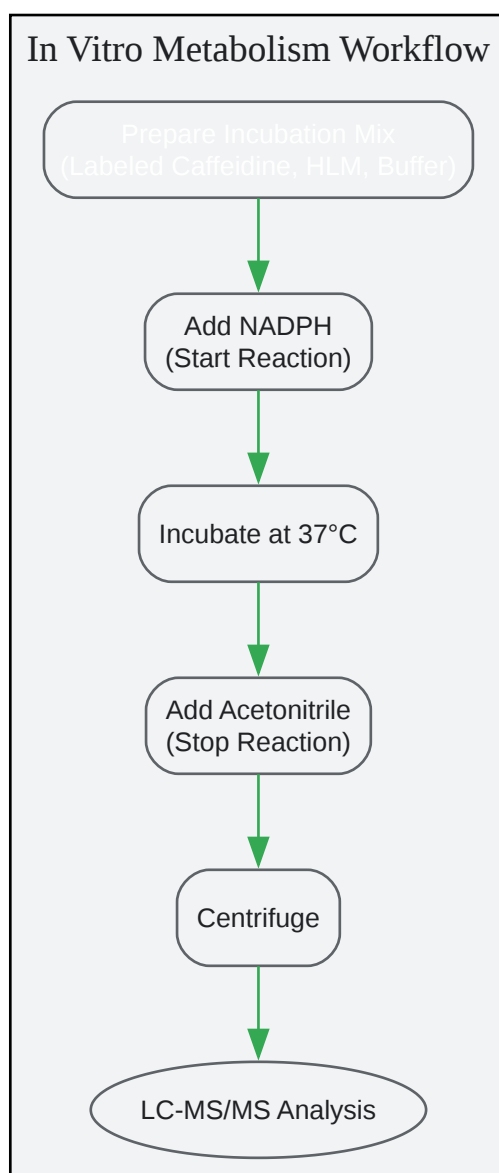 In Vitro Metabolism Workflow
Prepare Incubation Mix
(Labeled Caffeidine, HLM, Buffer)
Add NADPH
(Start Reaction)
Incubate at 37°C
Add Acetonitrile
(Stop Reaction)
Centrifuge
LC-MS/MS Analysis